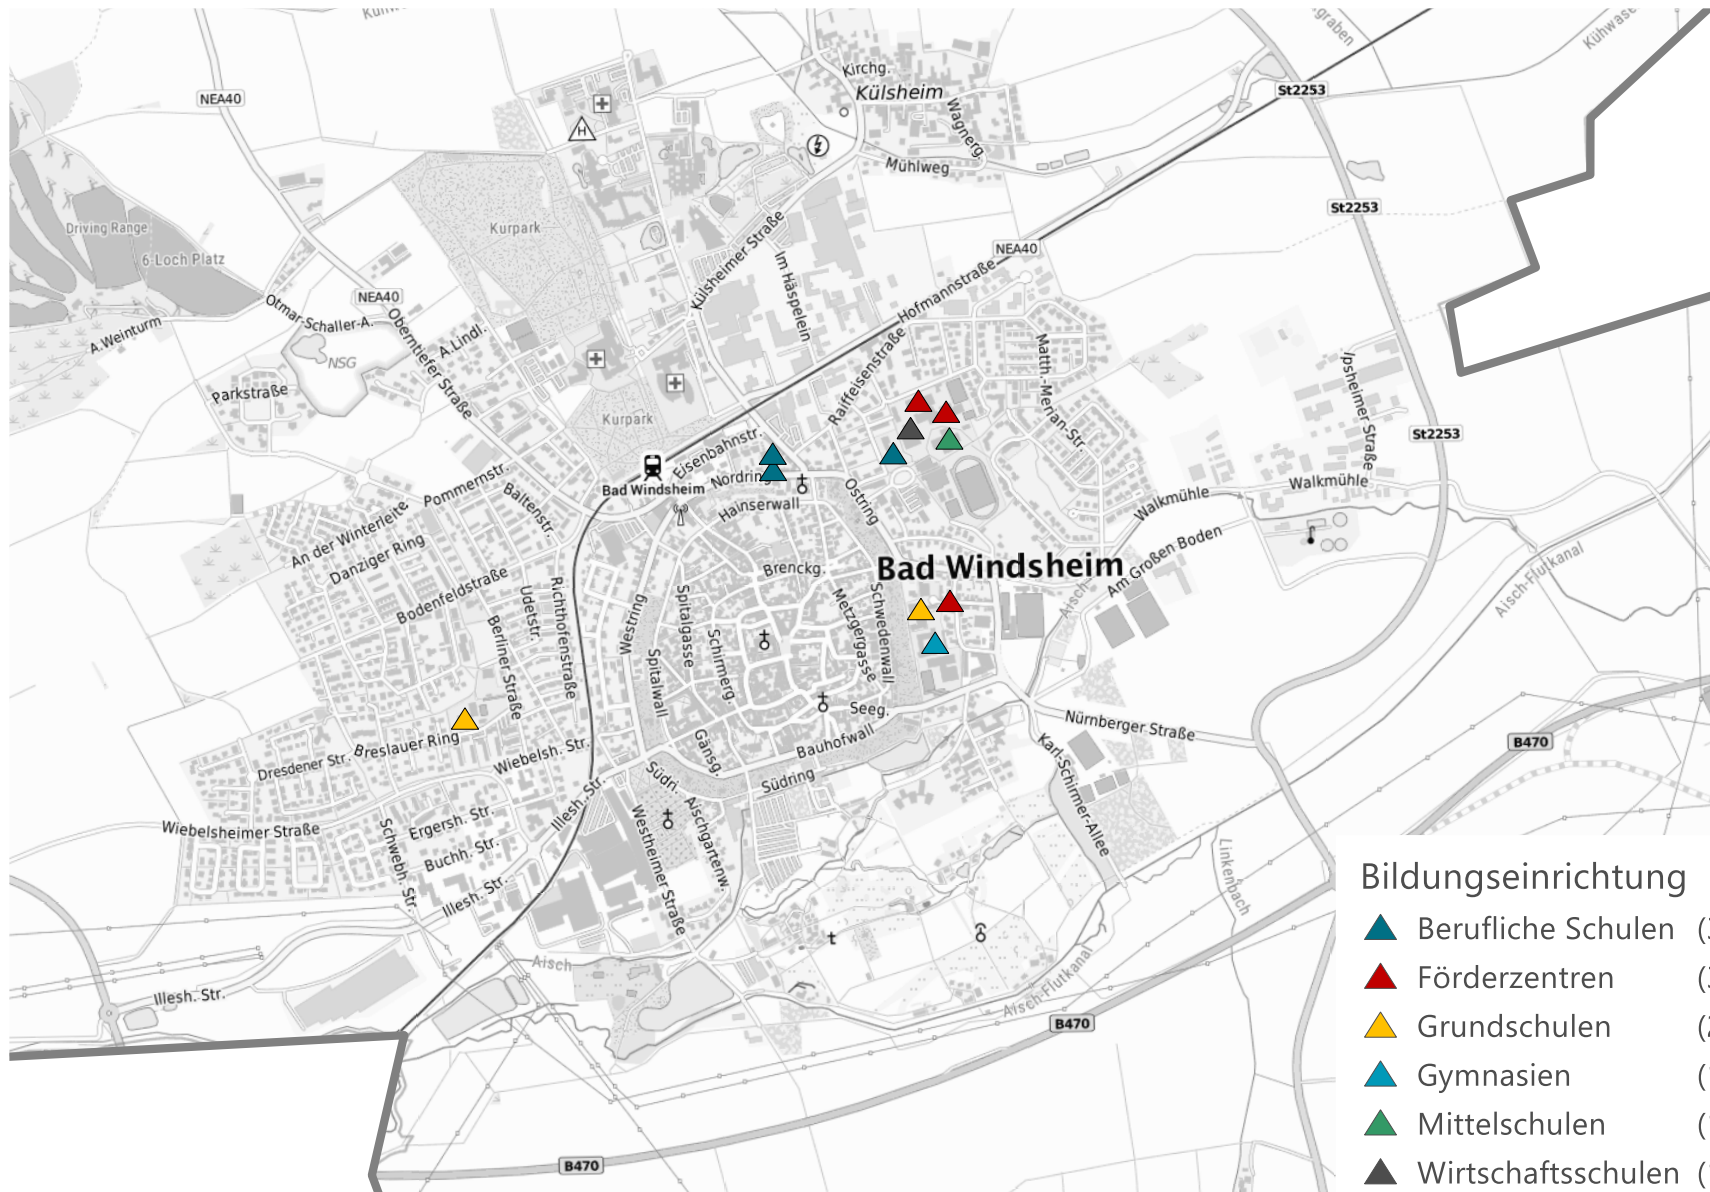 Kirchg.
Külsheim
Wagnerg.
Mühlweg
NEA40
St2253
H
Driving Range
6-Loch Platz
Kurpark
Külsheimer Straße
Im Häspelein
NEA40
St2253
Hofmannstraße
Otmar-Schaller-A.
NEA40
Oberntiefer Straße
A.Lindl.
A.Weinturm
NSG
Parkstraße
Kurpark
Raiffeisenstraße
Matth.-Merian-Str.
Ipsheimer Straße
St2253
Eisenbahnstr.
Nordring
Bad Windsheim
Hainserwall
Ostring
Walkmühle
Walkmühle
Pommernstr.
Baltenstr.
An der Winterleite
Danziger Ring
Bodenfeldstraße
Udetstr.
Richthofenstraße
Berliner Straße
Westring
Spitalgasse
Spitalwall
Schirmerg.
Brenckg.
Metzgergasse
Schwedenwall
Bad Windsheim
Am Großen Boden
Aisch
Aisch-Flutkanal
Seeg.
Bauhofwall
Südring
Gänsg.
Südri.
Nürnberger Straße
Karl-Schirmer-Allee
B470
Breslauer Ring
Dresdener Str.
Wiebelsh. Str.
Illesh. Str.
Wiebelsheimer Straße
Ergersh. Str.
Buchh. Str.
Schwebh. Str.
Illesh. Str.
Westheimer Straße
Aischgartenw.
Linkenbach
Aisch
Illesh. Str.
Aisch-Flutkanal
B470
B470
Bildungseinrichtung
Berufliche Schulen (
Förderzentren (
Grundschulen (
Gymnasien (
Mittelschulen (
Wirtschaftsschulen (